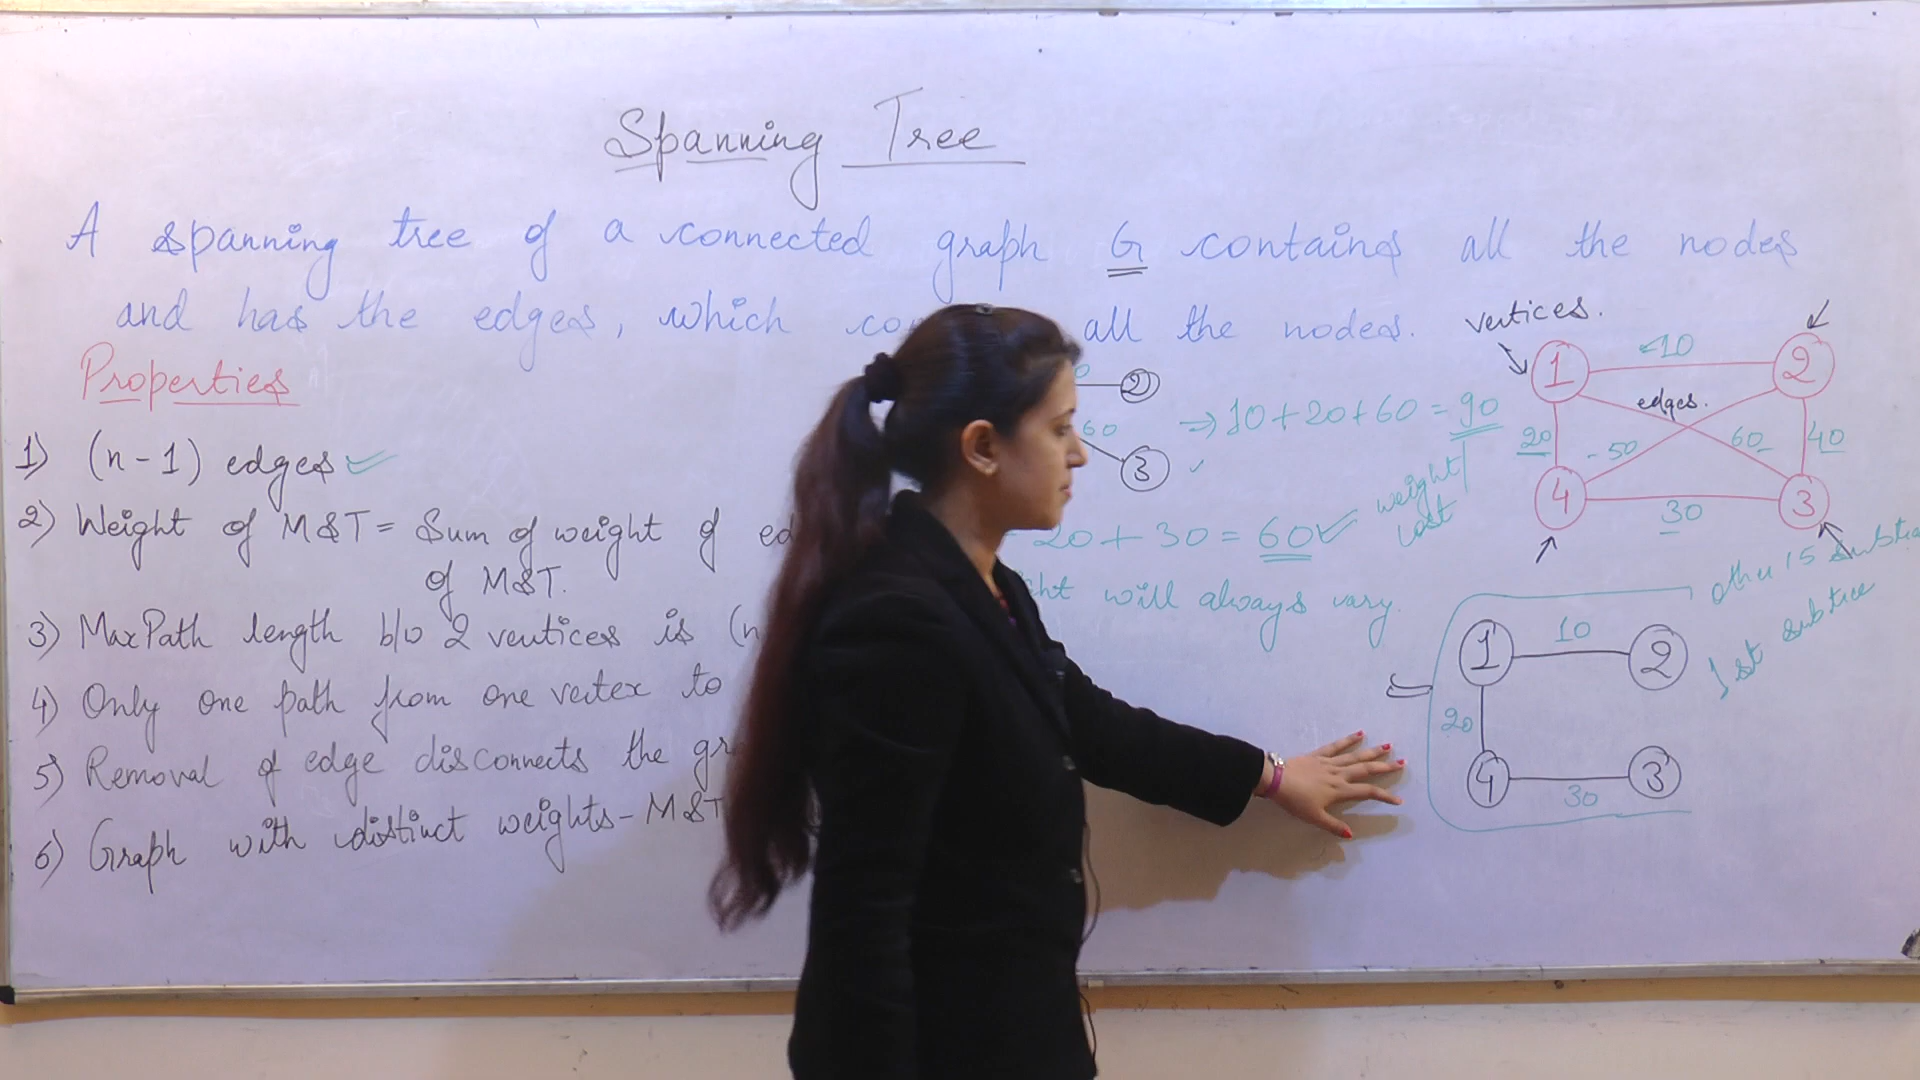 Spanning Tree
A spanning tree of a connected graph G contains all the nodes
and has the edges, which all the nodes.
Properties
1) (n-1) edges
2) Weight of MST = Sum of weight of
of MST.
3) Max Path length b/w 2 vertices is (n
4) Only one path from one vertex to
5) Removal of edge disconnects the
6) Graph with distinct weights - MST
2
60
3
=> 10+20+60 = 90
20+30 = 60
weight/
cost
will always vary.
vertices.
1 10 2
edges.
20 50 60 40
4 30 3
other 15 subtree
1st subtree
1 10 2
20
4 30 3